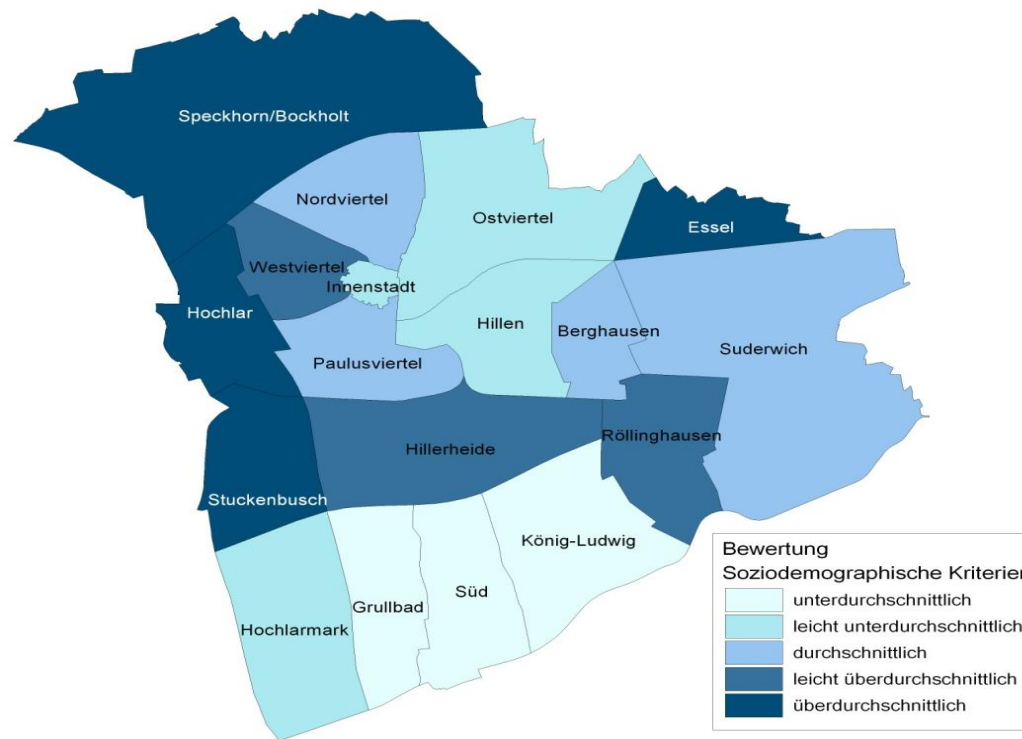 Speckhorn/Bockholt
Nordviertel
Ostviertel
Essel
Westviertel
Innenstadt
Hochlar
Hillen
Berghausen
Suderwich
Paulusviertel
Hillerheide
Röllinghausen
Stuckenbusch
König-Ludwig
Süd
Grullbad
Hochlarmark
Bewertung
Soziodemographische Kriterien
unterdurchschnittlich
leicht unterdurchschnittlich
durchschnittlich
leicht überdurchschnittlich
überdurchschnittlich